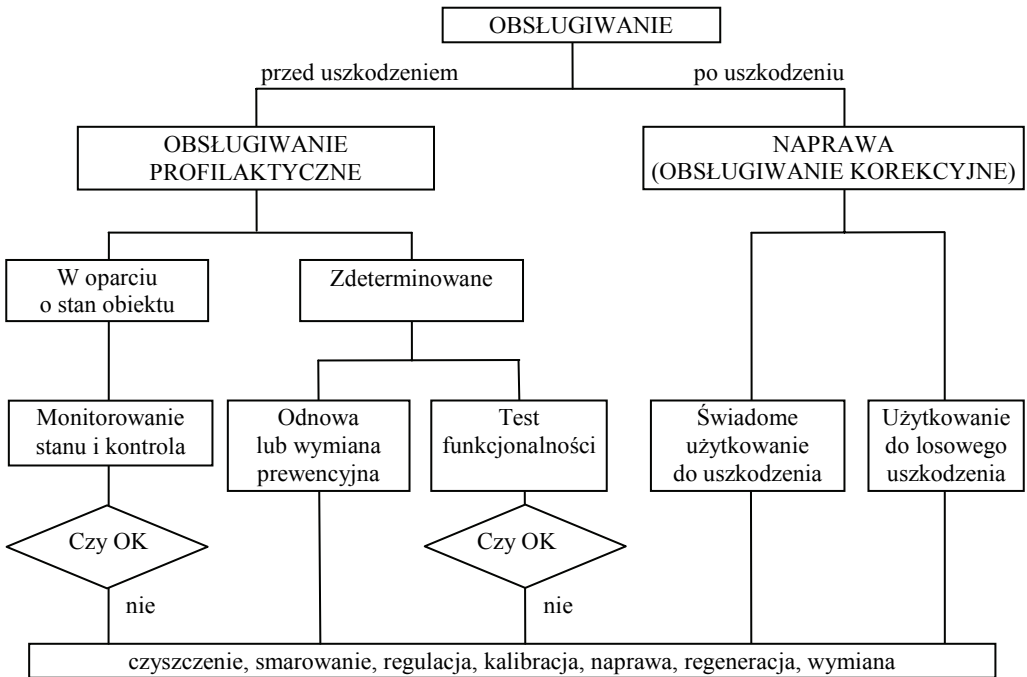 OBSŁUGIWANIE
przed uszkodzeniem
po uszkodzeniu
OBSŁUGIWANIE
PROFILAKTYCZNE
NAPRAWA
(OBSŁUGIWANIE KOREKCYJNE)
W oparciu
o stan obiektu
Zdeterminowane
Monitorowanie
stanu i kontrola
Odnowa
lub wymiana
prewencyjna
Test
funkcjonalności
Świadome
użytkowanie
do uszkodzenia
Użytkowanie
do losowego
uszkodzenia
Czy OK
Czy OK
nie
nie
czyszczenie, smarowanie, regulacja, kalibracja, naprawa, regeneracja, wymiana